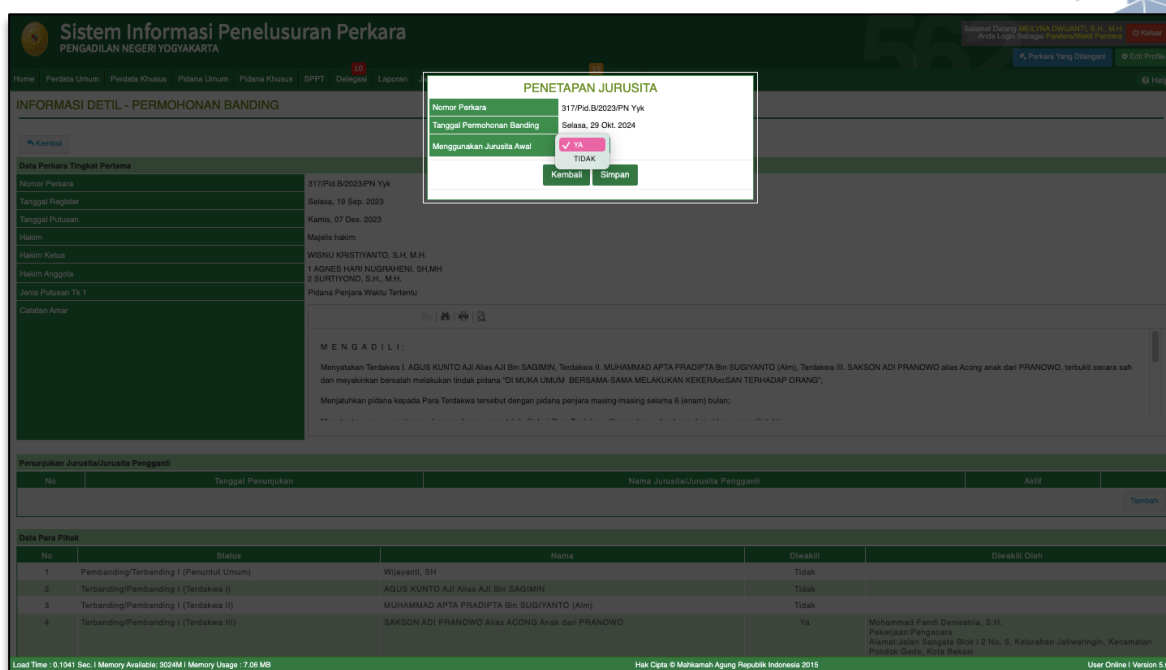 Sistem Informasi Penelusuran Perkara
PENGADILAN NEGERI YOGYAKARTA
Selamat Datang MEILYNA DWIJANTI, S.H., M.H
Anda Login Sebagai Panitera/Wakil Panitera
Keluar
Perkara Yang Ditangani
Edit Profile
10
Home Perdata Umum Perdata Khusus Pidana Umum Pidana Khusus SPPT Delegasi Laporan
Help
INFORMASI DETIL - PERMOHONAN BANDING
PENETAPAN JURUSITA
Nomor Perkara 317/Pid.B/2023/PN Yyk
Tanggal Permohonan Banding Selasa, 29 Okt. 2024
Menggunakan Jurusita Awal ✓ YA
TIDAK
Kembali Simpan
Kembali
Data Perkara Tingkat Pertama
Nomor Perkara 317/Pid.B/2023/PN Yyk
Tanggal Register Selasa, 19 Sep. 2023
Tanggal Putusan Kamis, 07 Des. 2023
Hakim Majelis hakim
Hakim Ketua WISNU KRISTIYANTO, S.H, M.H.
Hakim Anggota 1 AGNES HARI NUGRAHENI, SH,MH
2 SURTIYONO, S.H., M.H.
Jenis Putusan Tk 1 Pidana Penjara Waktu Tertentu
Catatan Amar
M E N G A D I L I :
Menyatakan Terdakwa I. AGUS KUNTO AJI Alias AJI Bin SAGIMIN, Terdakwa II. MUHAMMAD APTA PRADIPTA Bin SUGIYANTO (Alm), Terdakwa III. SAKSON ADI PRANOWO alias Acong anak dari PRANOWO, terbukti secara sah
dan meyakinkan bersalah melakukan tindak pidana "DI MUKA UMUM BERSAMA-SAMA MELAKUKAN KEKERAxcSAN TERHADAP ORANG";
Menjatuhkan pidana kepada Para Terdakwa tersebut dengan pidana penjara masing-masing selama 6 (enam) bulan;
Penunjukan Jurusita/Jurusita Pengganti
No Tanggal Penunjukan Nama Jurusita/Jurusita Pengganti Aktif
Tambah
Data Para Pihak
No Status Nama Diwakili Diwakili Oleh
1 Pembanding/Terbanding I (Penuntut Umum) Wijayanti, SH Tidak
2 Terbanding/Pembanding I (Terdakwa I) AGUS KUNTO AJI Alias AJI Bin SAGIMIN Tidak
3 Terbanding/Pembanding I (Terdakwa II) MUHAMMAD APTA PRADIPTA Bin SUGIYANTO (Alm) Tidak
4 Terbanding/Pembanding I (Terdakwa III) SAKSON ADI PRANOWO Alias ACONG Anak dari PRANOWO Ya Mohammad Fandi Denisatria, S.H.
Pekerjaan:Pengacara
Alamat:Jalan Sangata Blok i 2 No. 5, Kelurahan Jatiwaringin, Kecamatan
Pondok Gede, Kota Bekasi
Load Time : 0.1041 Sec. | Memory Available: 3024M | Memory Usage : 7.06 MB Hak Cipta © Mahkamah Agung Republik Indonesia 2015